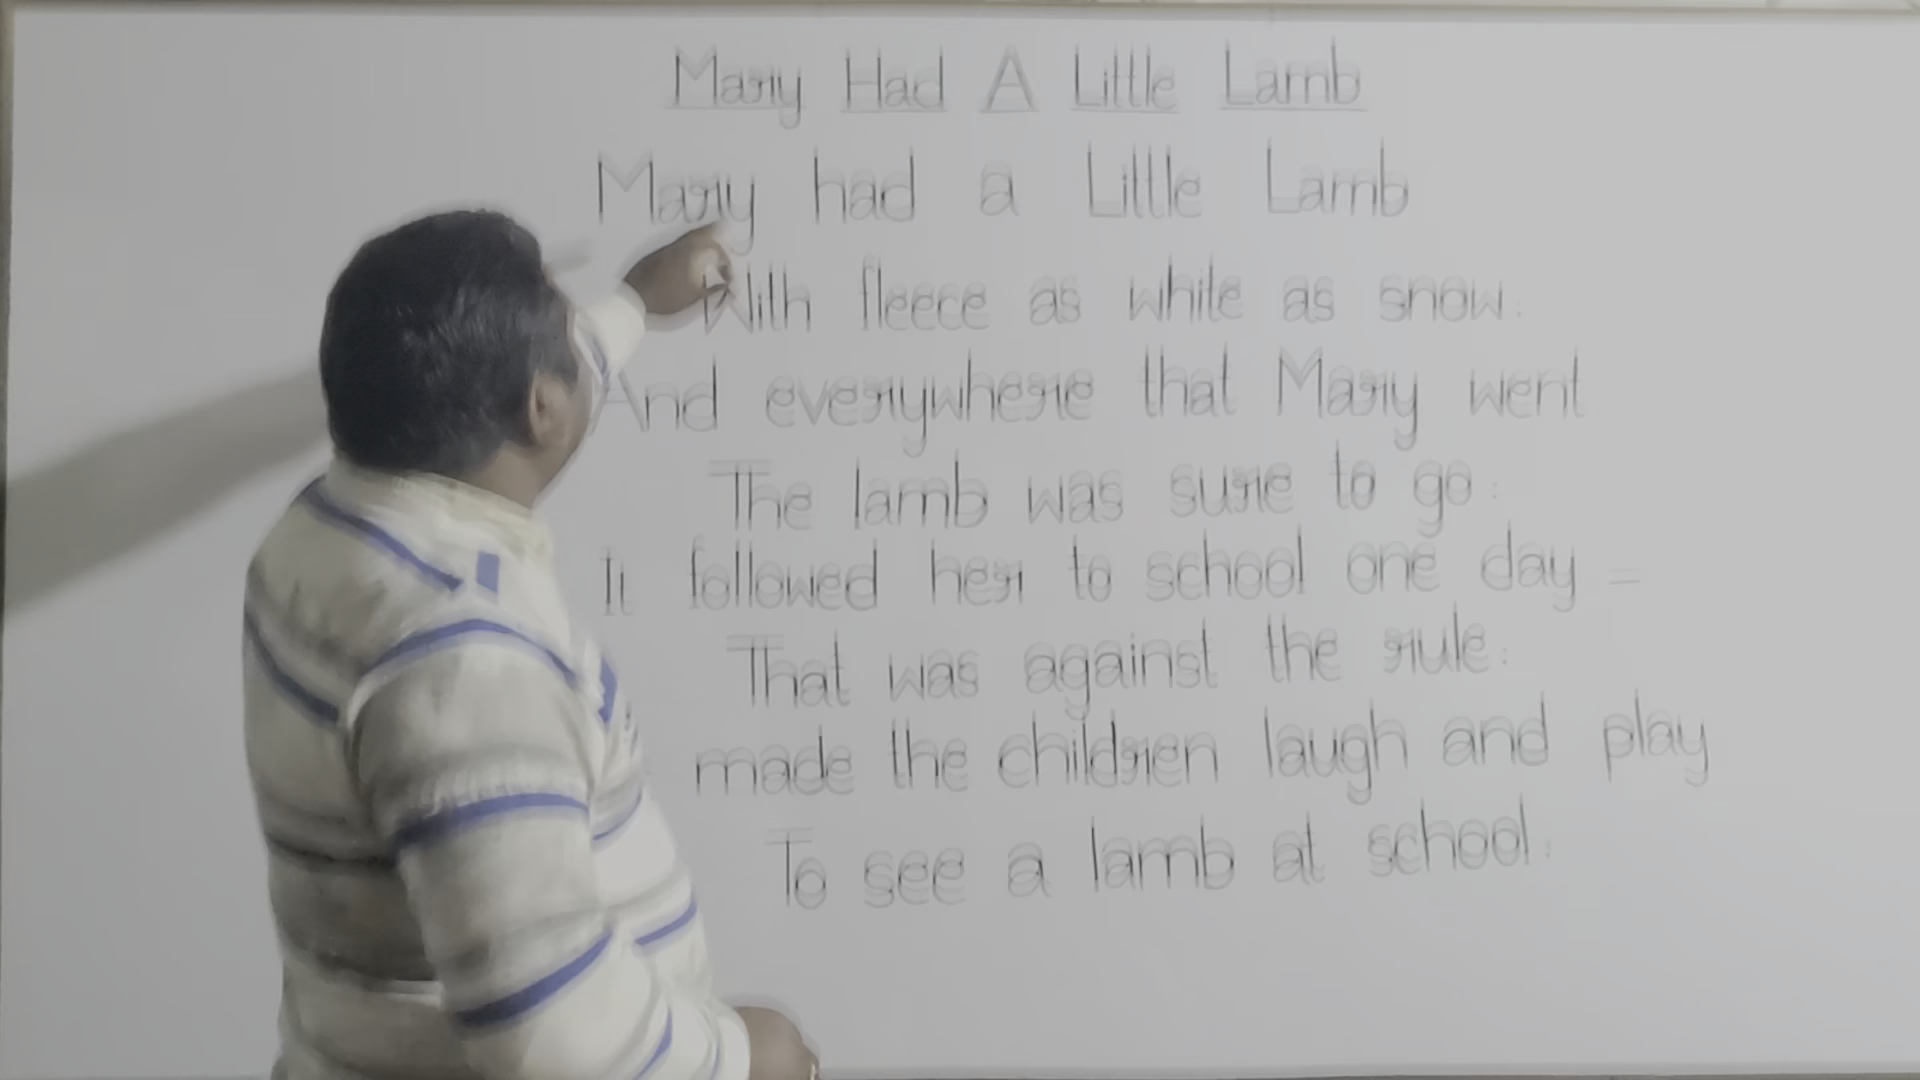 Mary Had A Little Lamb
Mary had a Little Lamb
With fleece as white as snow.
And everywhere that Mary went
The lamb was sure to go.
It followed her to school one day -
That was against the rule.
made the children laugh and play
To see a lamb at school.